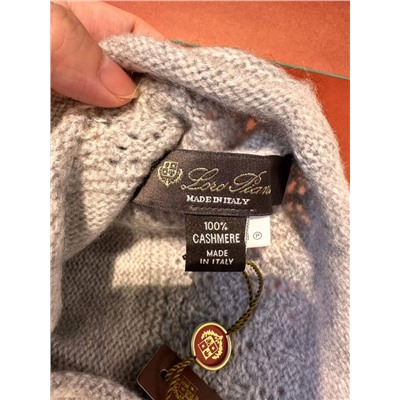 Loro Piana
MADE IN ITALY
100%
CASHMERE
P
MADE
IN ITALY